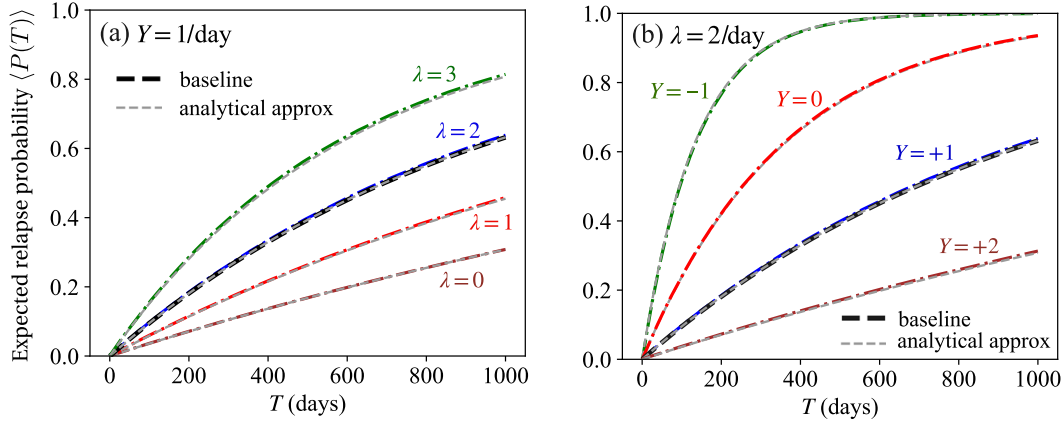 Expected relapse probability ⟨P(T)⟩
1.0
0.8
0.6
0.4
0.2
0.0
(a) Y = 1/day
baseline
analytical approx
λ = 3
λ = 2
λ = 1
λ = 0
0 200 400 600 800 1000
T (days)
1.0
0.8
0.6
0.4
0.2
0.0
(b) λ = 2/day
Y = −1
Y = 0
Y = +1
Y = +2
baseline
analytical approx
0 200 400 600 800 1000
T (days)